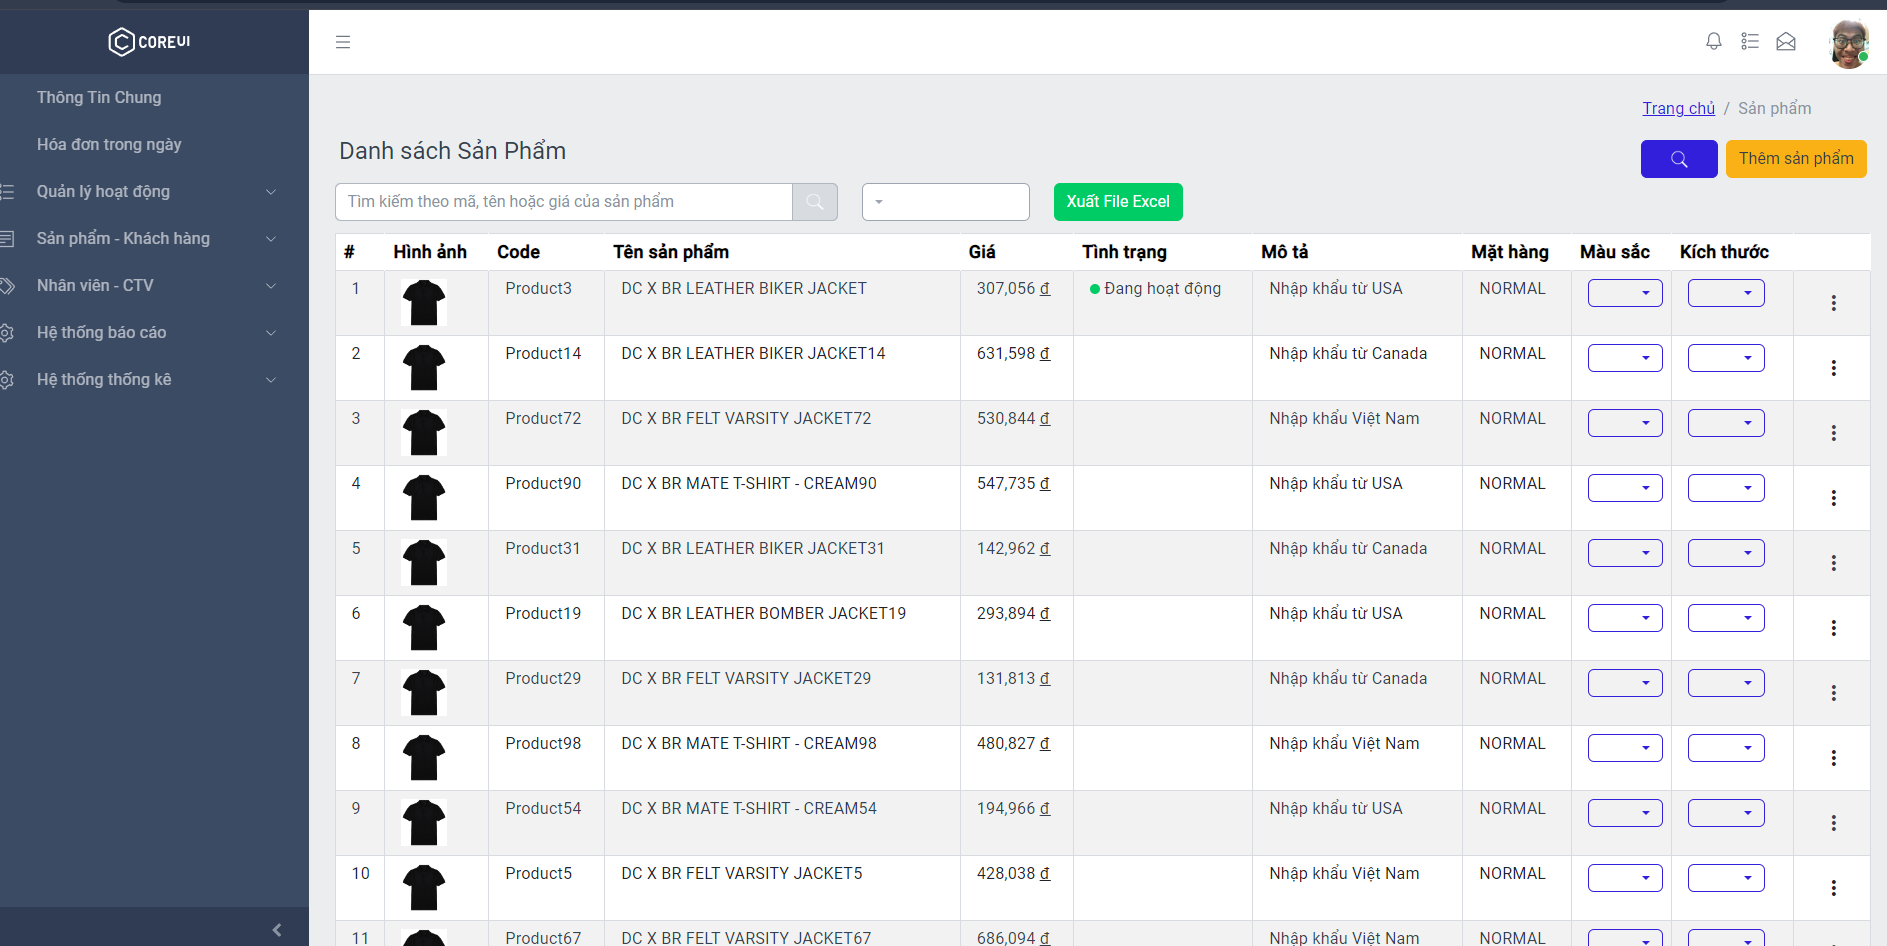 COREUI
Thông Tin Chung
Hóa đơn trong ngày
Quản lý hoạt động
Sản phẩm - Khách hàng
Nhân viên - CTV
Hệ thống báo cáo
Hệ thống thống kê
Trang chủ / Sản phẩm
Danh sách Sản Phẩm
Thêm sản phẩm
Tìm kiếm theo mã, tên hoặc giá của sản phẩm
Xuất File Excel
# Hình ảnh Code Tên sản phẩm Giá Tình trạng Mô tả Mặt hàng Màu sắc Kích thước
1 Product3 DC X BR LEATHER BIKER JACKET 307,056 đ Đang hoạt động Nhập khẩu từ USA NORMAL
2 Product14 DC X BR LEATHER BIKER JACKET14 631,598 đ Nhập khẩu từ Canada NORMAL
3 Product72 DC X BR FELT VARSITY JACKET72 530,844 đ Nhập khẩu Việt Nam NORMAL
4 Product90 DC X BR MATE T-SHIRT - CREAM90 547,735 đ Nhập khẩu từ USA NORMAL
5 Product31 DC X BR LEATHER BIKER JACKET31 142,962 đ Nhập khẩu từ Canada NORMAL
6 Product19 DC X BR LEATHER BOMBER JACKET19 293,894 đ Nhập khẩu từ USA NORMAL
7 Product29 DC X BR FELT VARSITY JACKET29 131,813 đ Nhập khẩu từ Canada NORMAL
8 Product98 DC X BR MATE T-SHIRT - CREAM98 480,827 đ Nhập khẩu Việt Nam NORMAL
9 Product54 DC X BR MATE T-SHIRT - CREAM54 194,966 đ Nhập khẩu từ USA NORMAL
10 Product5 DC X BR FELT VARSITY JACKET5 428,038 đ Nhập khẩu Việt Nam NORMAL
11 Product67 DC X BR FELT VARSITY JACKET67 686,094 đ Nhập khẩu Việt Nam NORMAL